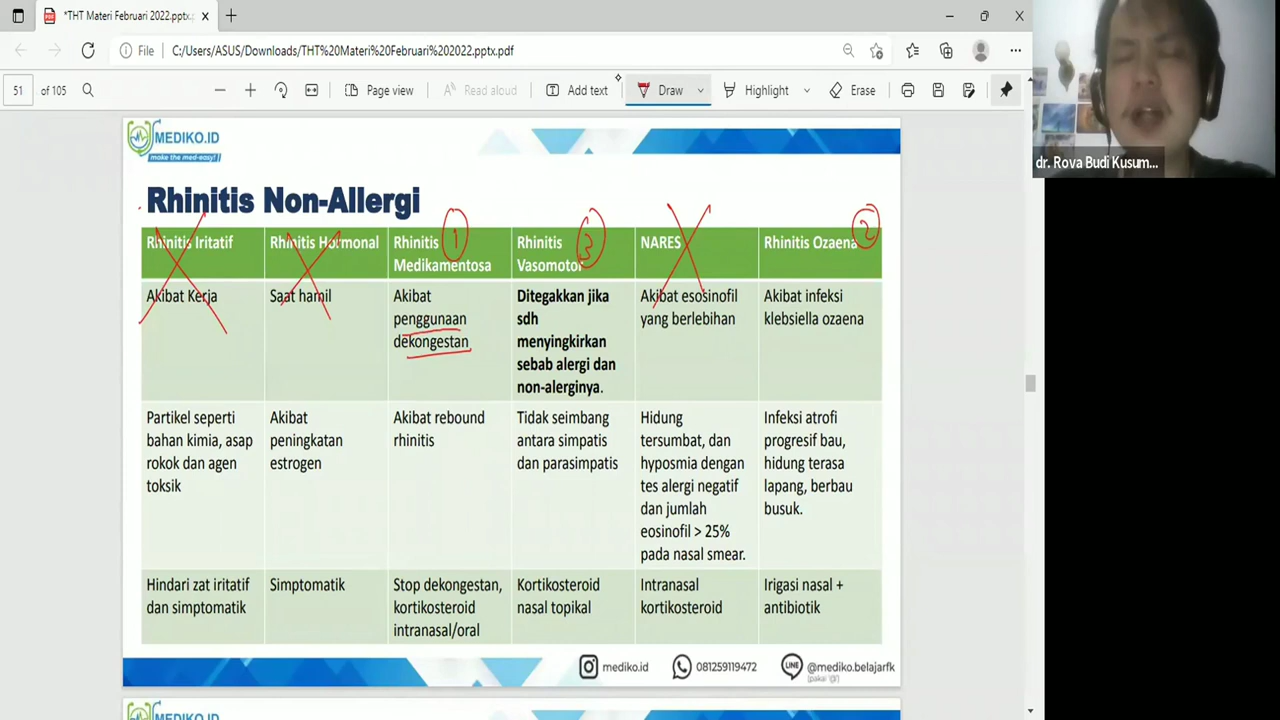 *THT Materi Februari 2022.pptx.
File
C:/Users/ASUS/Downloads/THT%20Materi%20Februari%202022.pptx.pdf
51 of 105
Page view
Read aloud
Add text
Draw
Highlight
Erase
dr. Rova Budi Kusum...
MEDIKO.ID
make the med-easy!
Rhinitis Non-Allergi
Rhinitis Iritatif
Rhinitis Hormonal
Rhinitis
Medikamentosa
1
Rhinitis
Vasomotor
3
NARES
Rhinitis Ozaena
2
Akibat Kerja
Saat hamil
Akibat
penggunaan
dekongestan
Ditegakkan jika
sdh
menyingkirkan
sebab alergi dan
non-alerginya.
Akibat esosinofil
yang berlebihan
Akibat infeksi
klebsiella ozaena
Partikel seperti
bahan kimia, asap
rokok dan agen
toksik
Akibat
peningkatan
estrogen
Akibat rebound
rhinitis
Tidak seimbang
antara simpatis
dan parasimpatis
Hidung
tersumbat, dan
hyposmia dengan
tes alergi negatif
dan jumlah
eosinofil > 25%
pada nasal smear.
Infeksi atrofi
progresif bau,
hidung terasa
lapang, berbau
busuk.
Hindari zat iritatif
dan simptomatik
Simptomatik
Stop dekongestan,
kortikosteroid
intranasal/oral
Kortikosteroid
nasal topikal
Intranasal
kortikosteroid
Irigasi nasal +
antibiotik
mediko.id
081259119472
LINE
@mediko.belajarfk
(pakai '@')
MEDIKO.ID